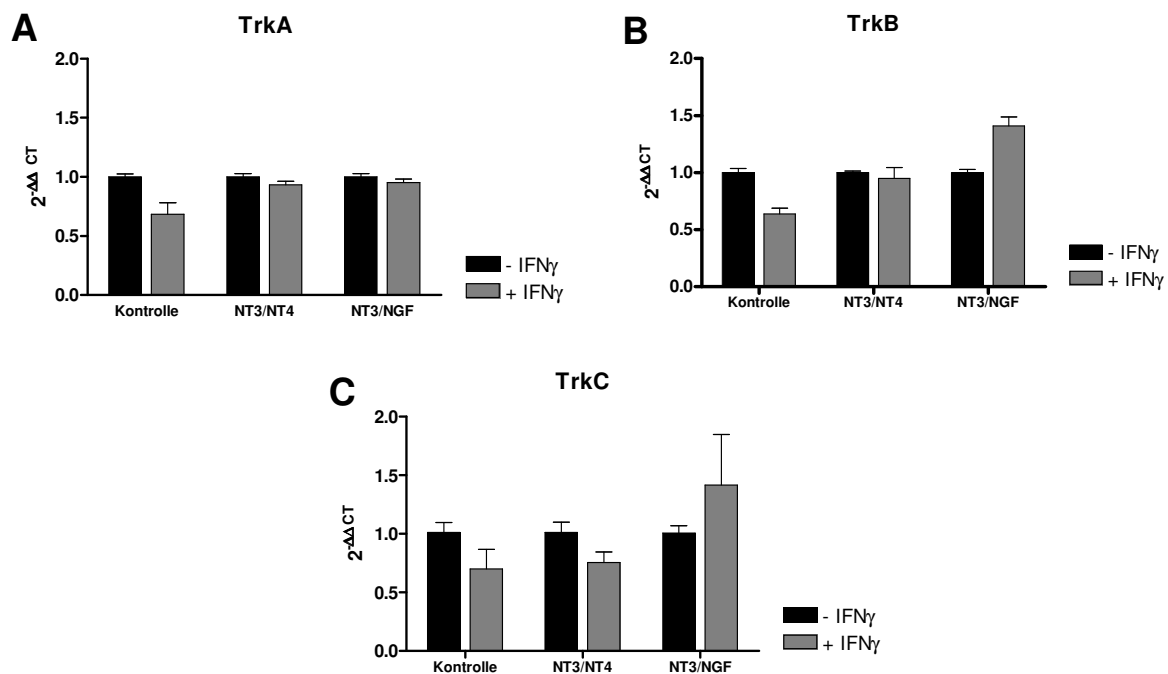 A
TrkA
2.0
1.5
1.0
0.5
0.0
2-ΔΔ CT
Kontrolle NT3/NT4 NT3/NGF
- IFNγ
+ IFNγ
B
TrkB
2.0
1.5
1.0
0.5
0.0
2-ΔΔCT
Kontrolle NT3/NT4 NT3/NGF
- IFNγ
+ IFNγ
C
TrkC
2.0
1.5
1.0
0.5
0.0
2-ΔΔCT
Kontrolle NT3/NT4 NT3/NGF
- IFNγ
+ IFNγ